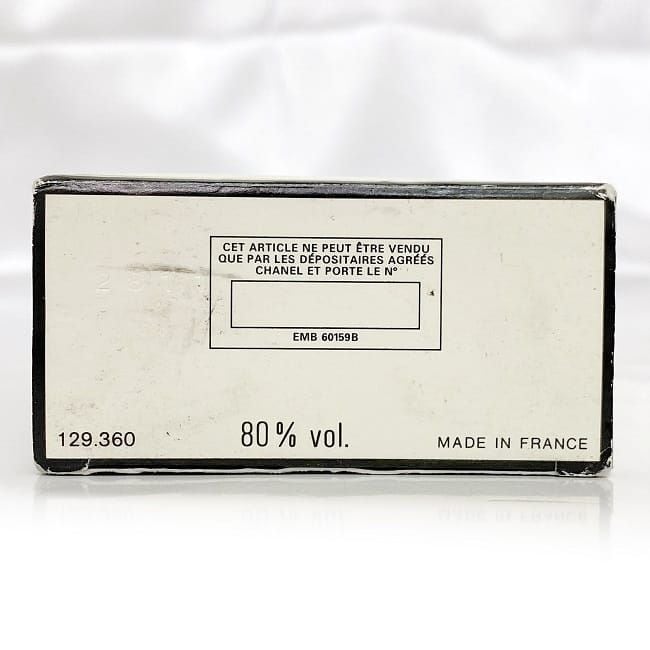 CET ARTICLE NE PEUT ÊTRE VENDU
QUE PAR LES DÉPOSITAIRES AGRÉÉS
CHANEL ET PORTE LE N°
EMB 60159B
129.360
80% vol.
MADE IN FRANCE